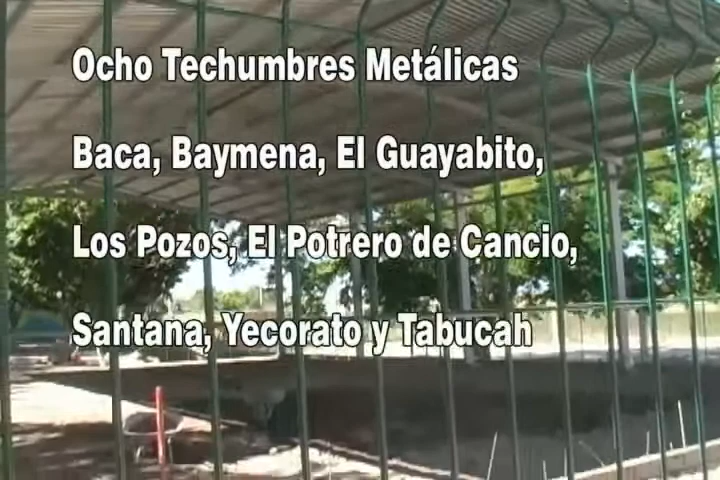 Ocho Techumbres Metálicas
Baca, Baymena, El Guayabito,
Los Pozos, El Potrero de Cancio,
Santana, Yecorato y Tabucah